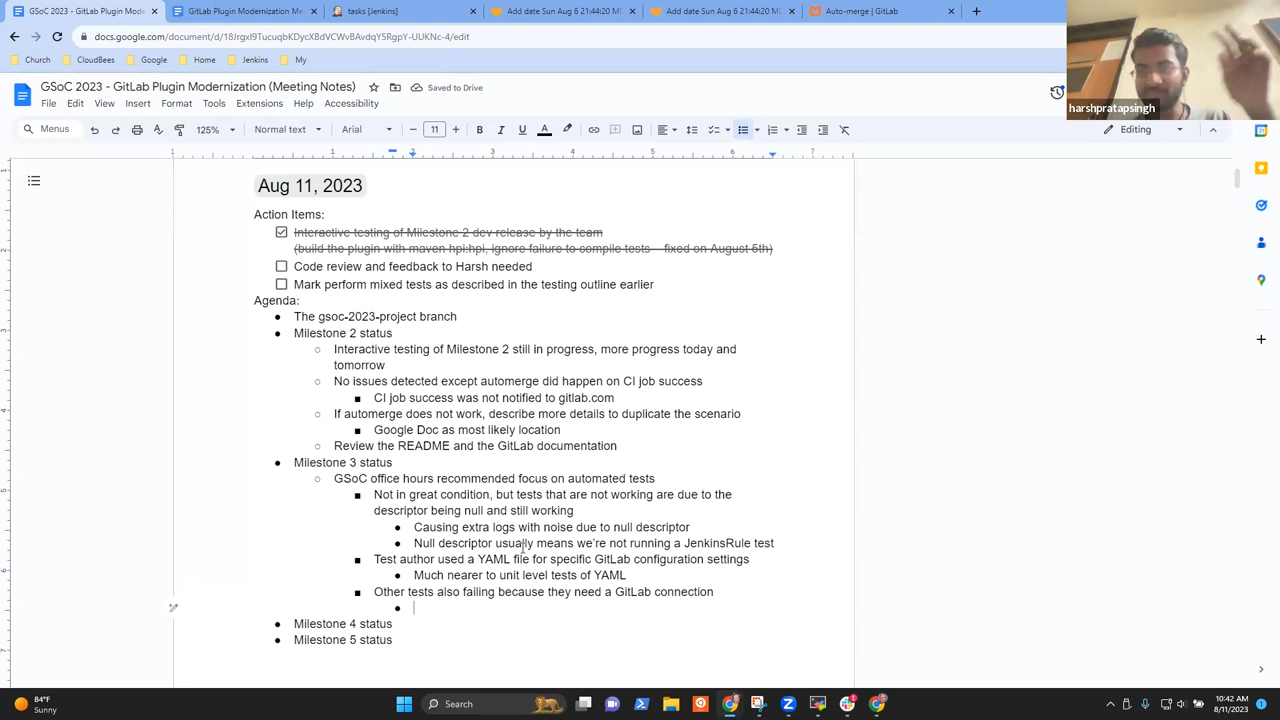 GSoC 2023 - GitLab Plugin Moder
GitLab Plugin Modernization (M
tasks [Jenkins]
Add date Sun Aug 6 21:44:20 M
Add date Sun Aug 6 21:44:20 M
Auto-merge | GitLab
docs.google.com/document/d/18Jrgxl9TucuqbKDycXBdVCWvBAvdqY5RgpY-UUKNc-4/edit
Church
CloudBees
Google
Home
Jenkins
My
harshpratapsingh
GSoC 2023 - GitLab Plugin Modernization (Meeting Notes)
Saved to Drive
File Edit View Insert Format Tools Extensions Help Accessibility
Menus
125%
Normal text
Arial
11
Editing
1 1 2 3 4 5 6 7
Aug 11, 2023
Action Items:
Interactive testing of Milestone 2 dev release by the team
(build the plugin with maven hpi:hpi, ignore failure to compile tests – fixed on August 5th)
Code review and feedback to Harsh needed
Mark perform mixed tests as described in the testing outline earlier
Agenda:
The gsoc-2023-project branch
Milestone 2 status
Interactive testing of Milestone 2 still in progress, more progress today and
tomorrow
No issues detected except automerge did happen on CI job success
CI job success was not notified to gitlab.com
If automerge does not work, describe more details to duplicate the scenario
Google Doc as most likely location
Review the README and the GitLab documentation
Milestone 3 status
GSoC office hours recommended focus on automated tests
Not in great condition, but tests that are not working are due to the
descriptor being null and still working
Causing extra logs with noise due to null descriptor
Null descriptor usually means we're not running a JenkinsRule test
Test author used a YAML file for specific GitLab configuration settings
Much nearer to unit level tests of YAML
Other tests also failing because they need a GitLab connection
Milestone 4 status
Milestone 5 status
84°F
Sunny
Search
10:42 AM
8/11/2023